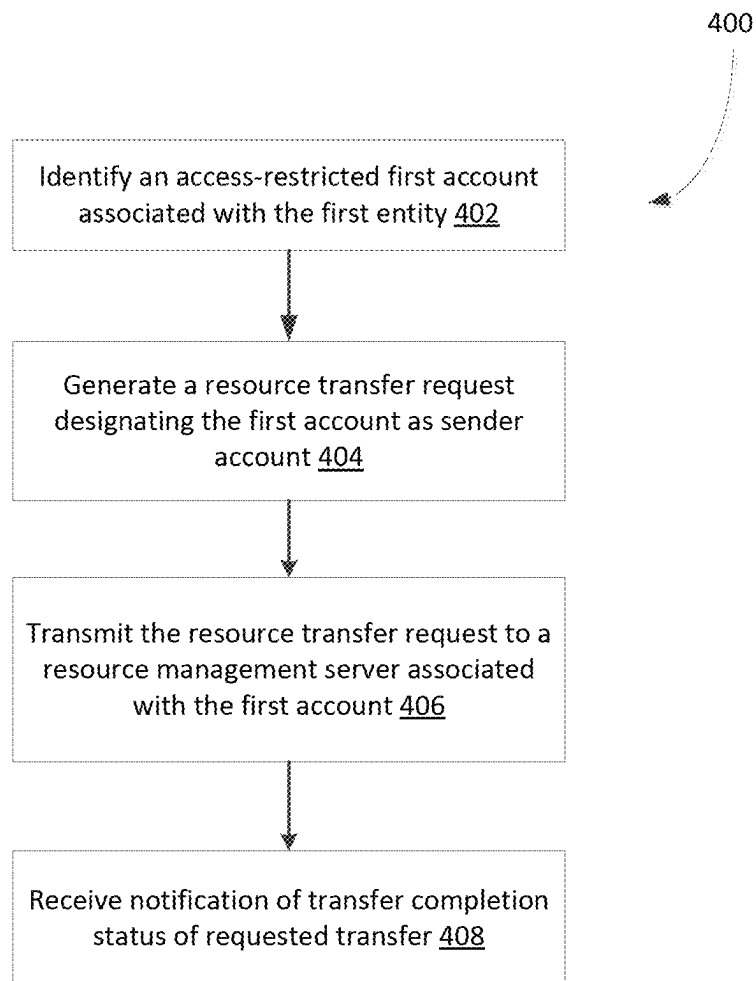 400
Identify an access-restricted first account
associated with the first entity 402
Generate a resource transfer request
designating the first account as sender
account 404
Transmit the resource transfer request to a
resource management server associated
with the first account 406
Receive notification of transfer completion
status of requested transfer 408